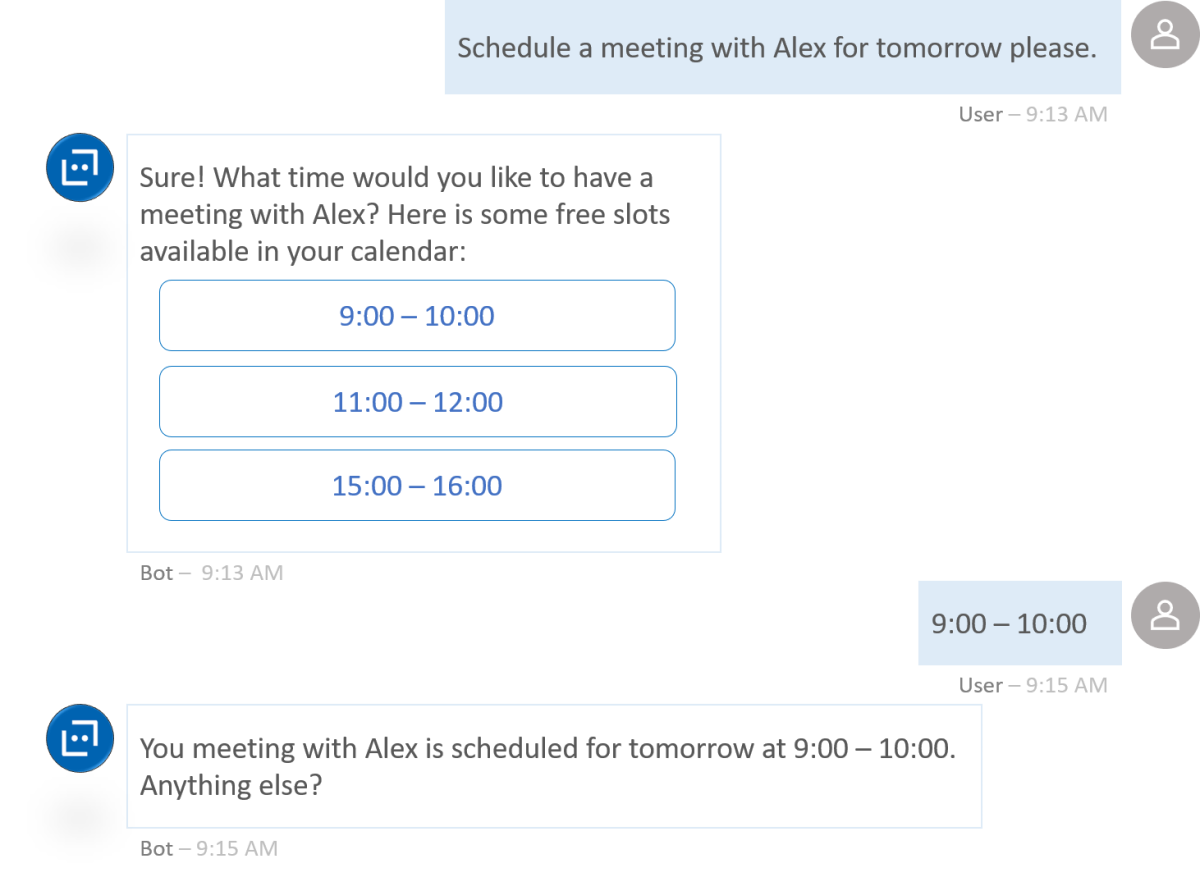 Schedule a meeting with Alex for tomorrow please.
User – 9:13 AM
Sure! What time would you like to have a
meeting with Alex? Here is some free slots
available in your calendar:
9:00 – 10:00
11:00 – 12:00
15:00 – 16:00
Bot – 9:13 AM
9:00 – 10:00
User – 9:15 AM
You meeting with Alex is scheduled for tomorrow at 9:00 – 10:00.
Anything else?
Bot – 9:15 AM